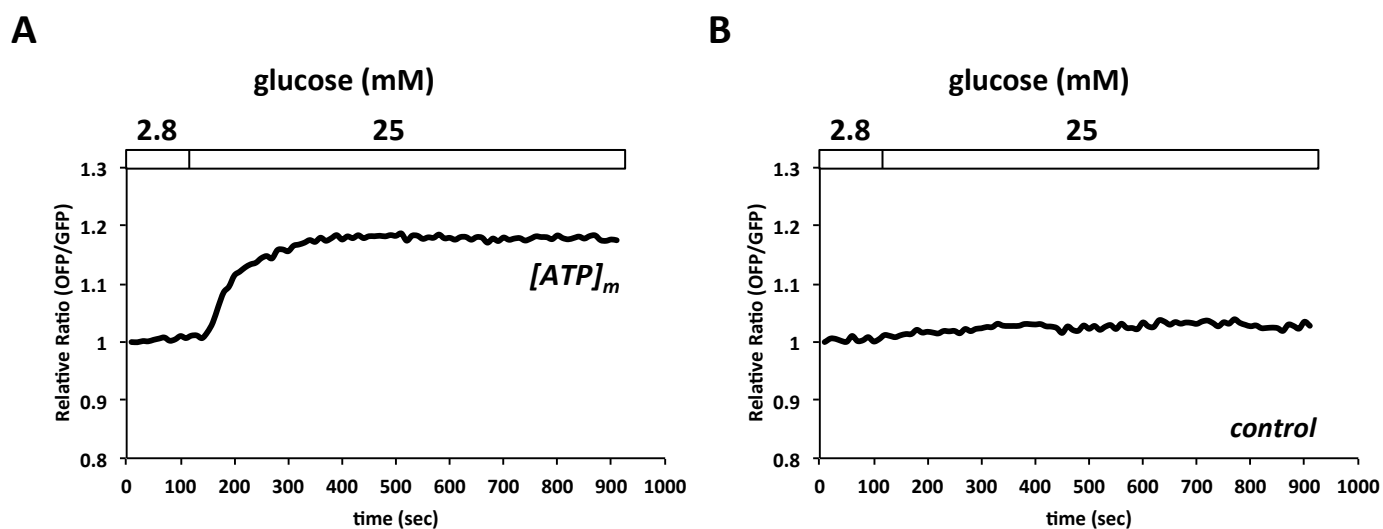 A
glucose (mM)
2.8 25
Relative Ratio (OFP/GFP)
1.3
1.2
1.1
1
0.9
0.8
[ATP]m
0 100 200 300 400 500 600 700 800 900 1000
time (sec)
B
glucose (mM)
2.8 25
Relative Ratio (OFP/GFP)
1.3
1.2
1.1
1
0.9
0.8
control
0 100 200 300 400 500 600 700 800 900 1000
time (sec)